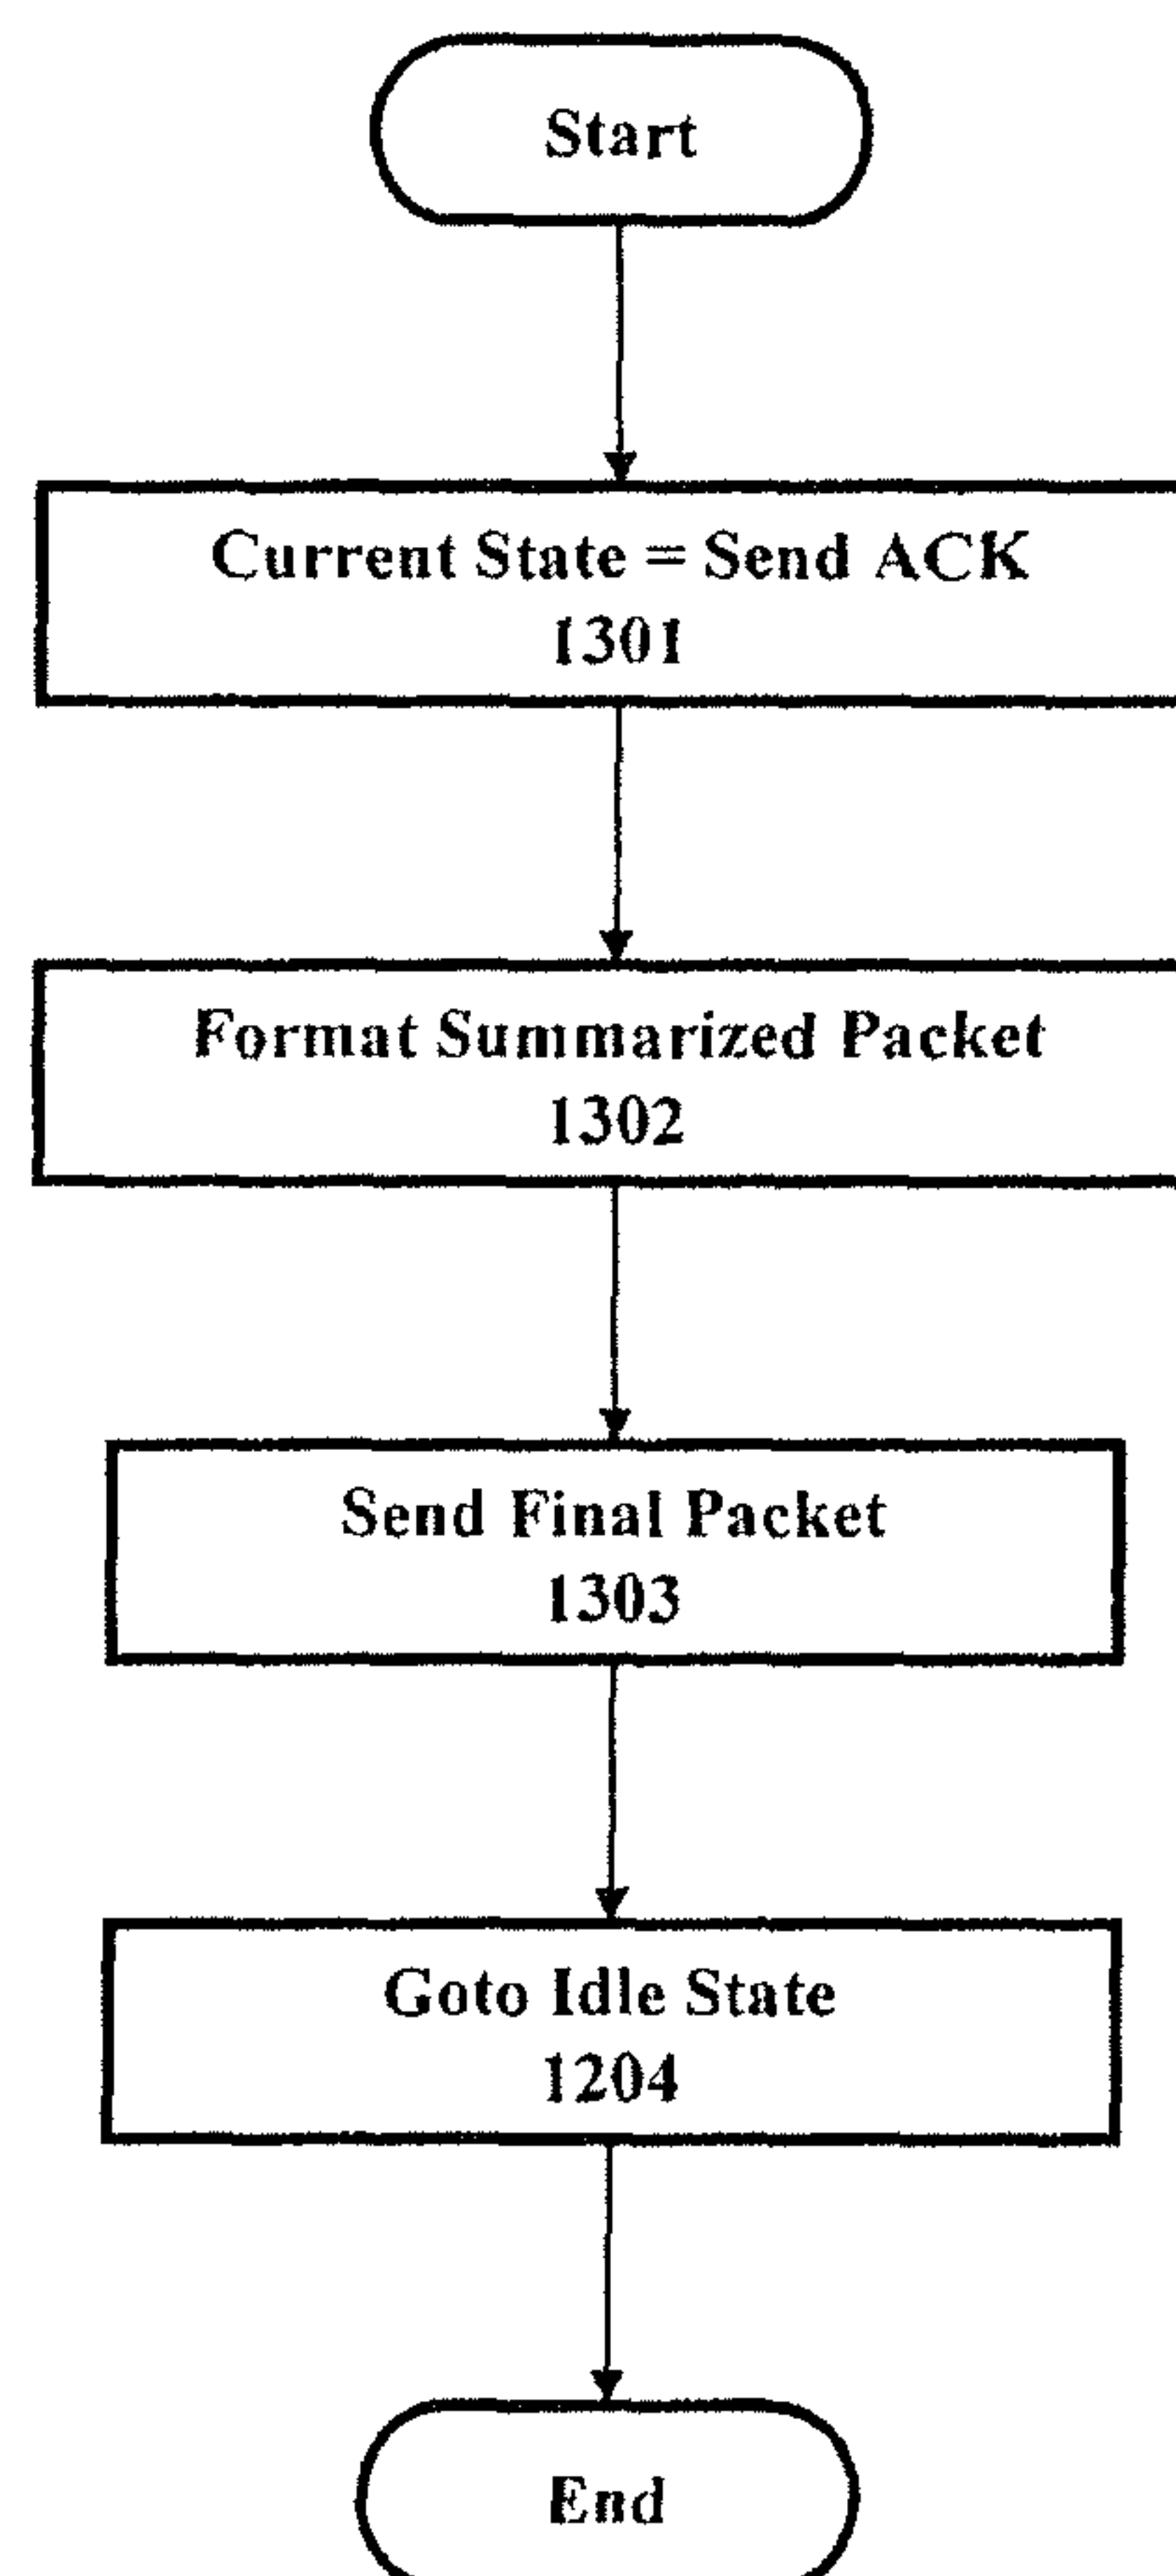 Start
Current State = Send ACK
1301
Format Summarized Packet
1302
Send Final Packet
1303
Goto Idle State
1204
End